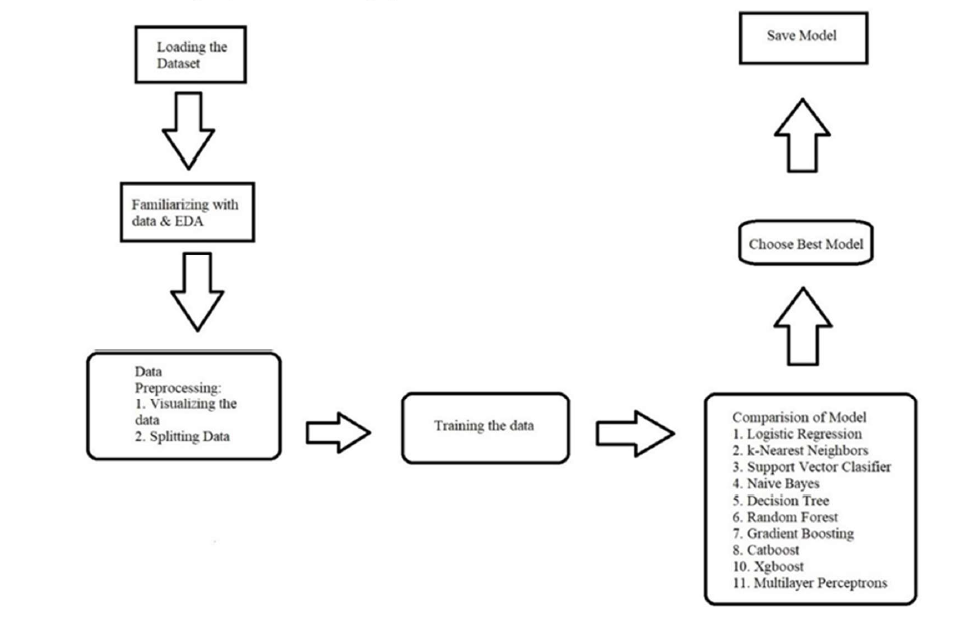 Loading the
Dataset
Familiarizing with
data & EDA
Data
Preprocessing:
1. Visualizing the
data
2. Splitting Data
Training the data
Comparision of Model
1. Logistic Regression
2. k-Nearest Neighbors
3. Support Vector Clasifier
4. Naive Bayes
5. Decision Tree
6. Random Forest
7. Gradient Boosting
8. Catboost
10. Xgboost
11. Multilayer Perceptrons
Choose Best Model
Save Model